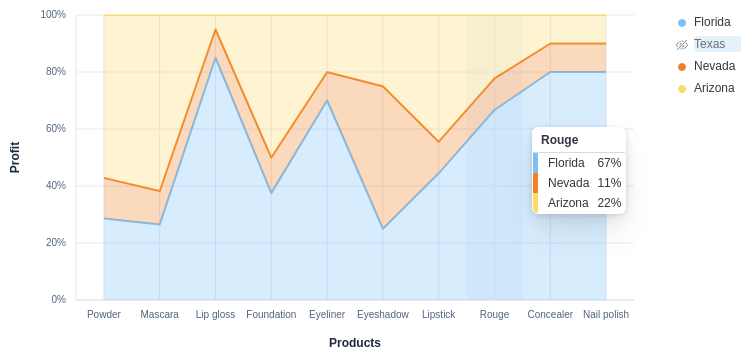 100%
80%
60%
40%
20%
0%
Profit
Powder
Mascara
Lip gloss
Foundation
Eyeliner
Eyeshadow
Lipstick
Rouge
Concealer
Nail polish
Products
Rouge
Florida 67%
Nevada 11%
Arizona 22%
Florida
Texas
Nevada
Arizona